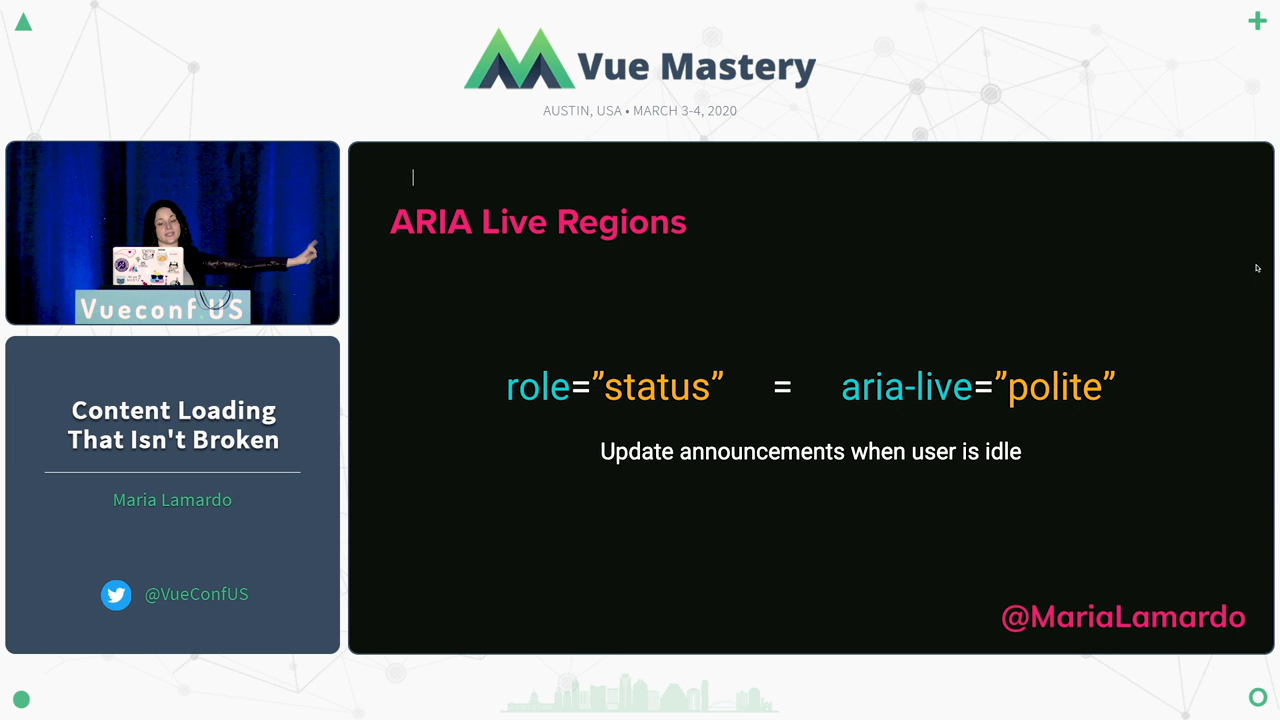 Vue Mastery
AUSTIN, USA • MARCH 3-4, 2020
Vueconf.US
Content Loading
That Isn't Broken
Maria Lamardo
@VueConfUS
ARIA Live Regions
role=”status” = aria-live=”polite”
Update announcements when user is idle
@MariaLamardo